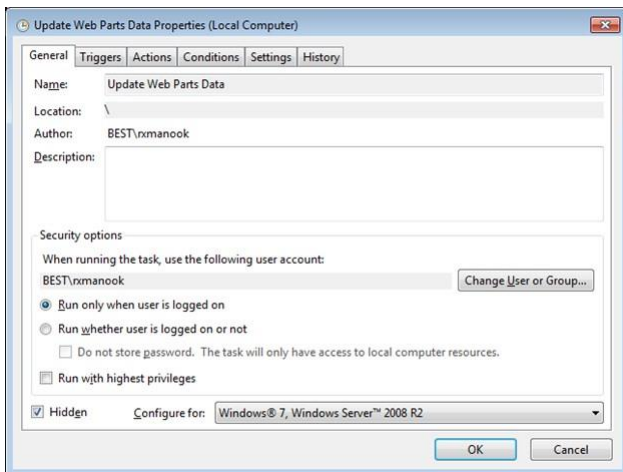 Update Web Parts Data Properties (Local Computer)
General Triggers Actions Conditions Settings History
Name: Update Web Parts Data
Location: \
Author: BEST\rxmanook
Description:
Security options
When running the task, use the following user account:
BEST\rxmanook Change User or Group...
Run only when user is logged on
Run whether user is logged on or not
Do not store password. The task will only have access to local computer resources.
Run with highest privileges
Hidden Configure for: Windows® 7, Windows Server™ 2008 R2
OK Cancel